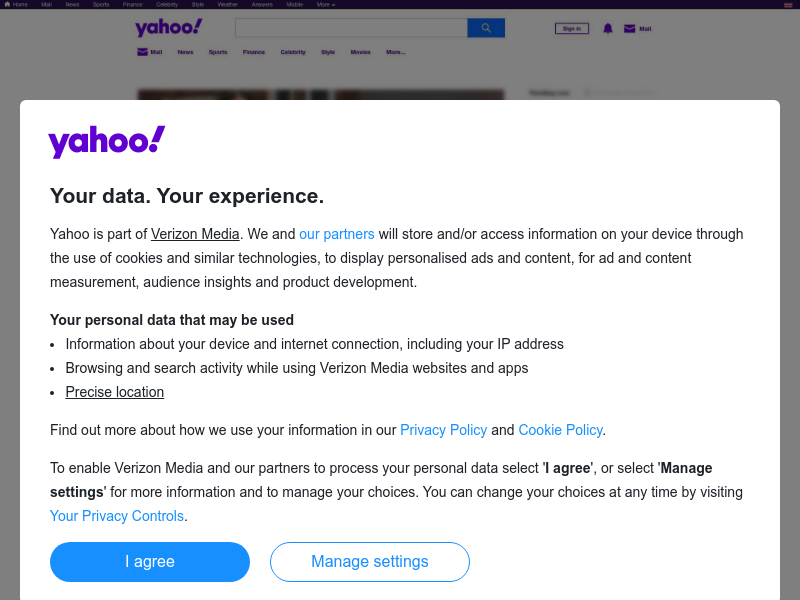 Home Mail News Sports Finance Celebrity Style Weather Answers Mobile More
yahoo!
Sign in
Mail
Mail News Sports Finance Celebrity Style Movies More...
Trending now
yahoo!
Your data. Your experience.
Yahoo is part of Verizon Media. We and our partners will store and/or access information on your device through
the use of cookies and similar technologies, to display personalised ads and content, for ad and content
measurement, audience insights and product development.
Your personal data that may be used
• Information about your device and internet connection, including your IP address
• Browsing and search activity while using Verizon Media websites and apps
• Precise location
Find out more about how we use your information in our Privacy Policy and Cookie Policy.
To enable Verizon Media and our partners to process your personal data select 'I agree', or select 'Manage
settings' for more information and to manage your choices. You can change your choices at any time by visiting
Your Privacy Controls.
I agree
Manage settings